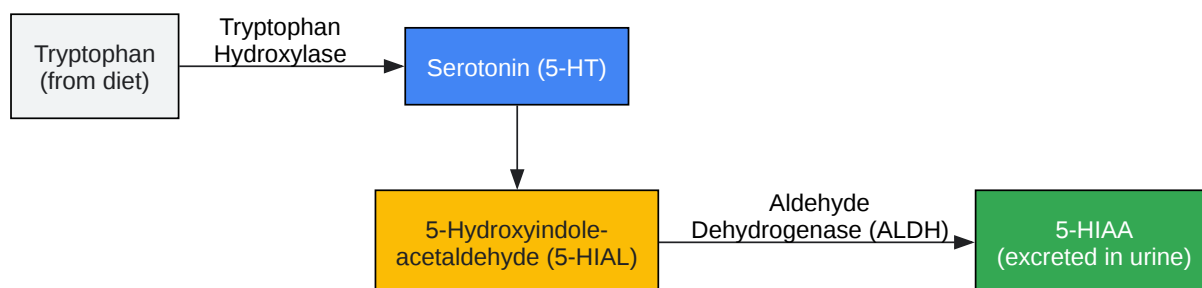 Tryptophan
(from diet)
Tryptophan
Hydroxylase
Serotonin (5-HT)
5-Hydroxyindole-
acetaldehyde (5-HIAL)
Aldehyde
Dehydrogenase (ALDH)
5-HIAA
(excreted in urine)